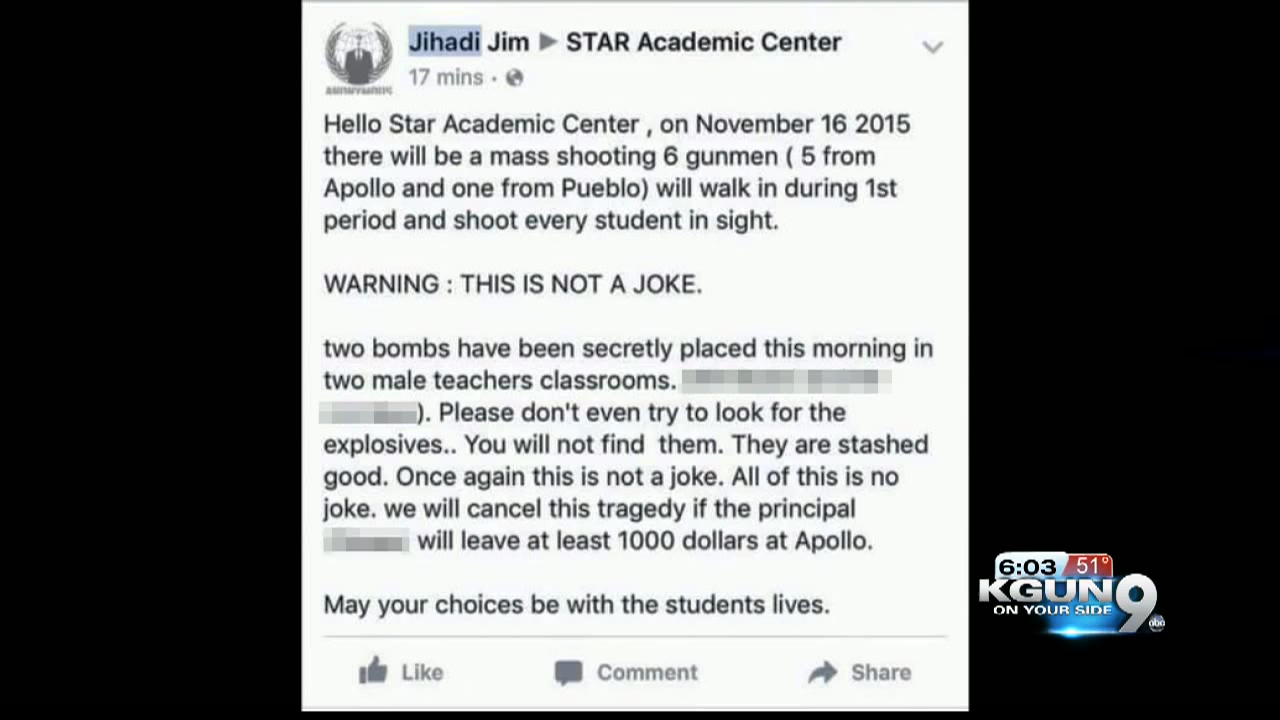 Jihadi Jim ▶ STAR Academic Center
17 mins ·
ANONYMOUS
Hello Star Academic Center , on November 16 2015
there will be a mass shooting 6 gunmen ( 5 from
Apollo and one from Pueblo) will walk in during 1st
period and shoot every student in sight.
WARNING : THIS IS NOT A JOKE.
two bombs have been secretly placed this morning in
two male teachers classrooms.
). Please don't even try to look for the
explosives.. You will not find  them. They are stashed
good. Once again this is not a joke. All of this is no
joke. we will cancel this tragedy if the principal
will leave at least 1000 dollars at Apollo.
May your choices be with the students lives.
Like Comment Share
6:03 51°
KGUN 9
ON YOUR SIDE
abc